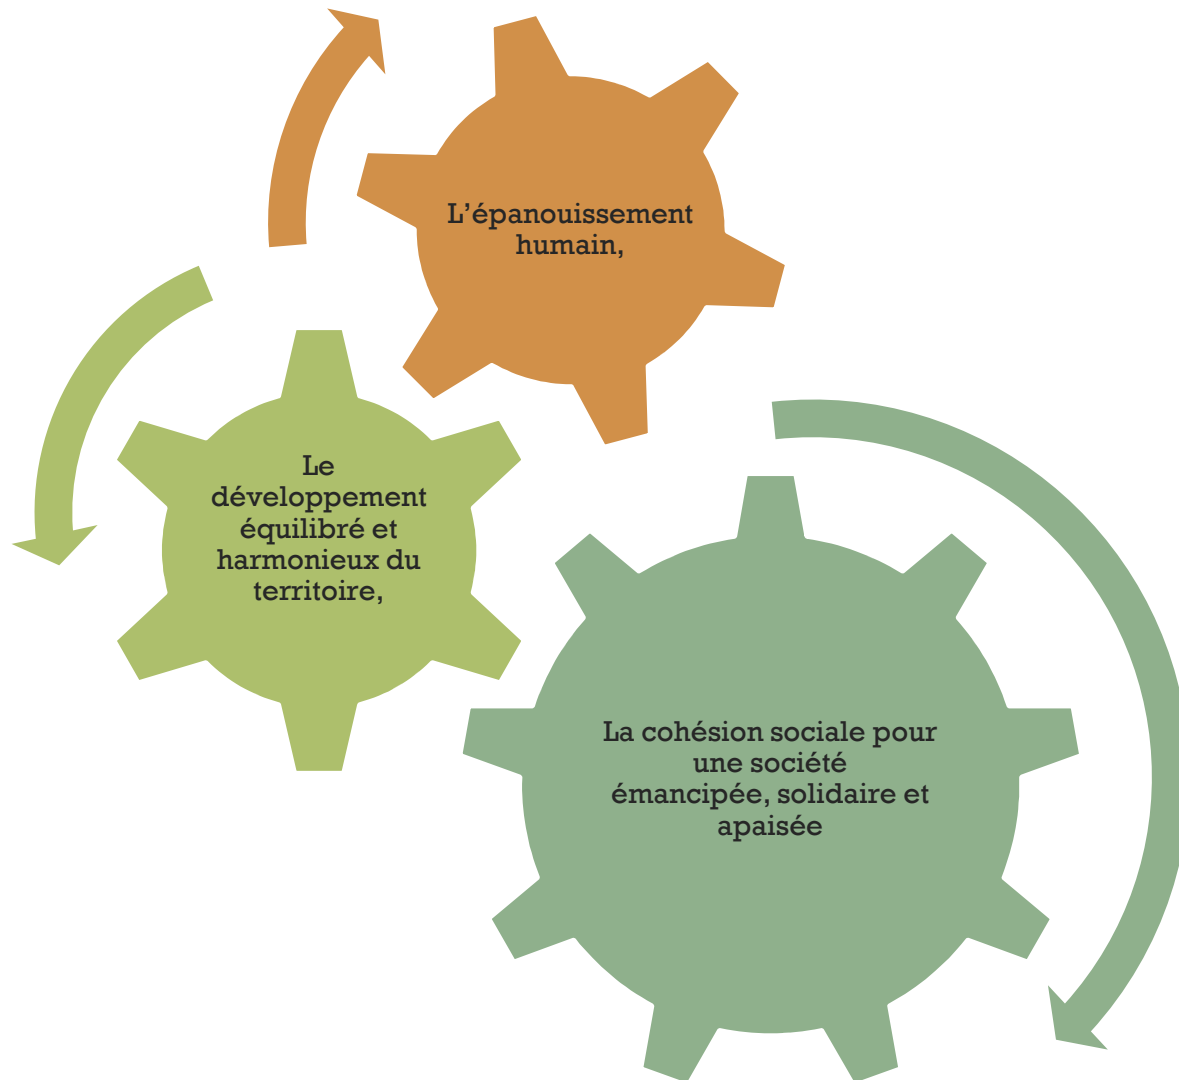 L’épanouissement
humain,
Le
développement
équilibré et
harmonieux du
territoire,
La cohésion sociale pour
une société
émancipée, solidaire et
apaisée